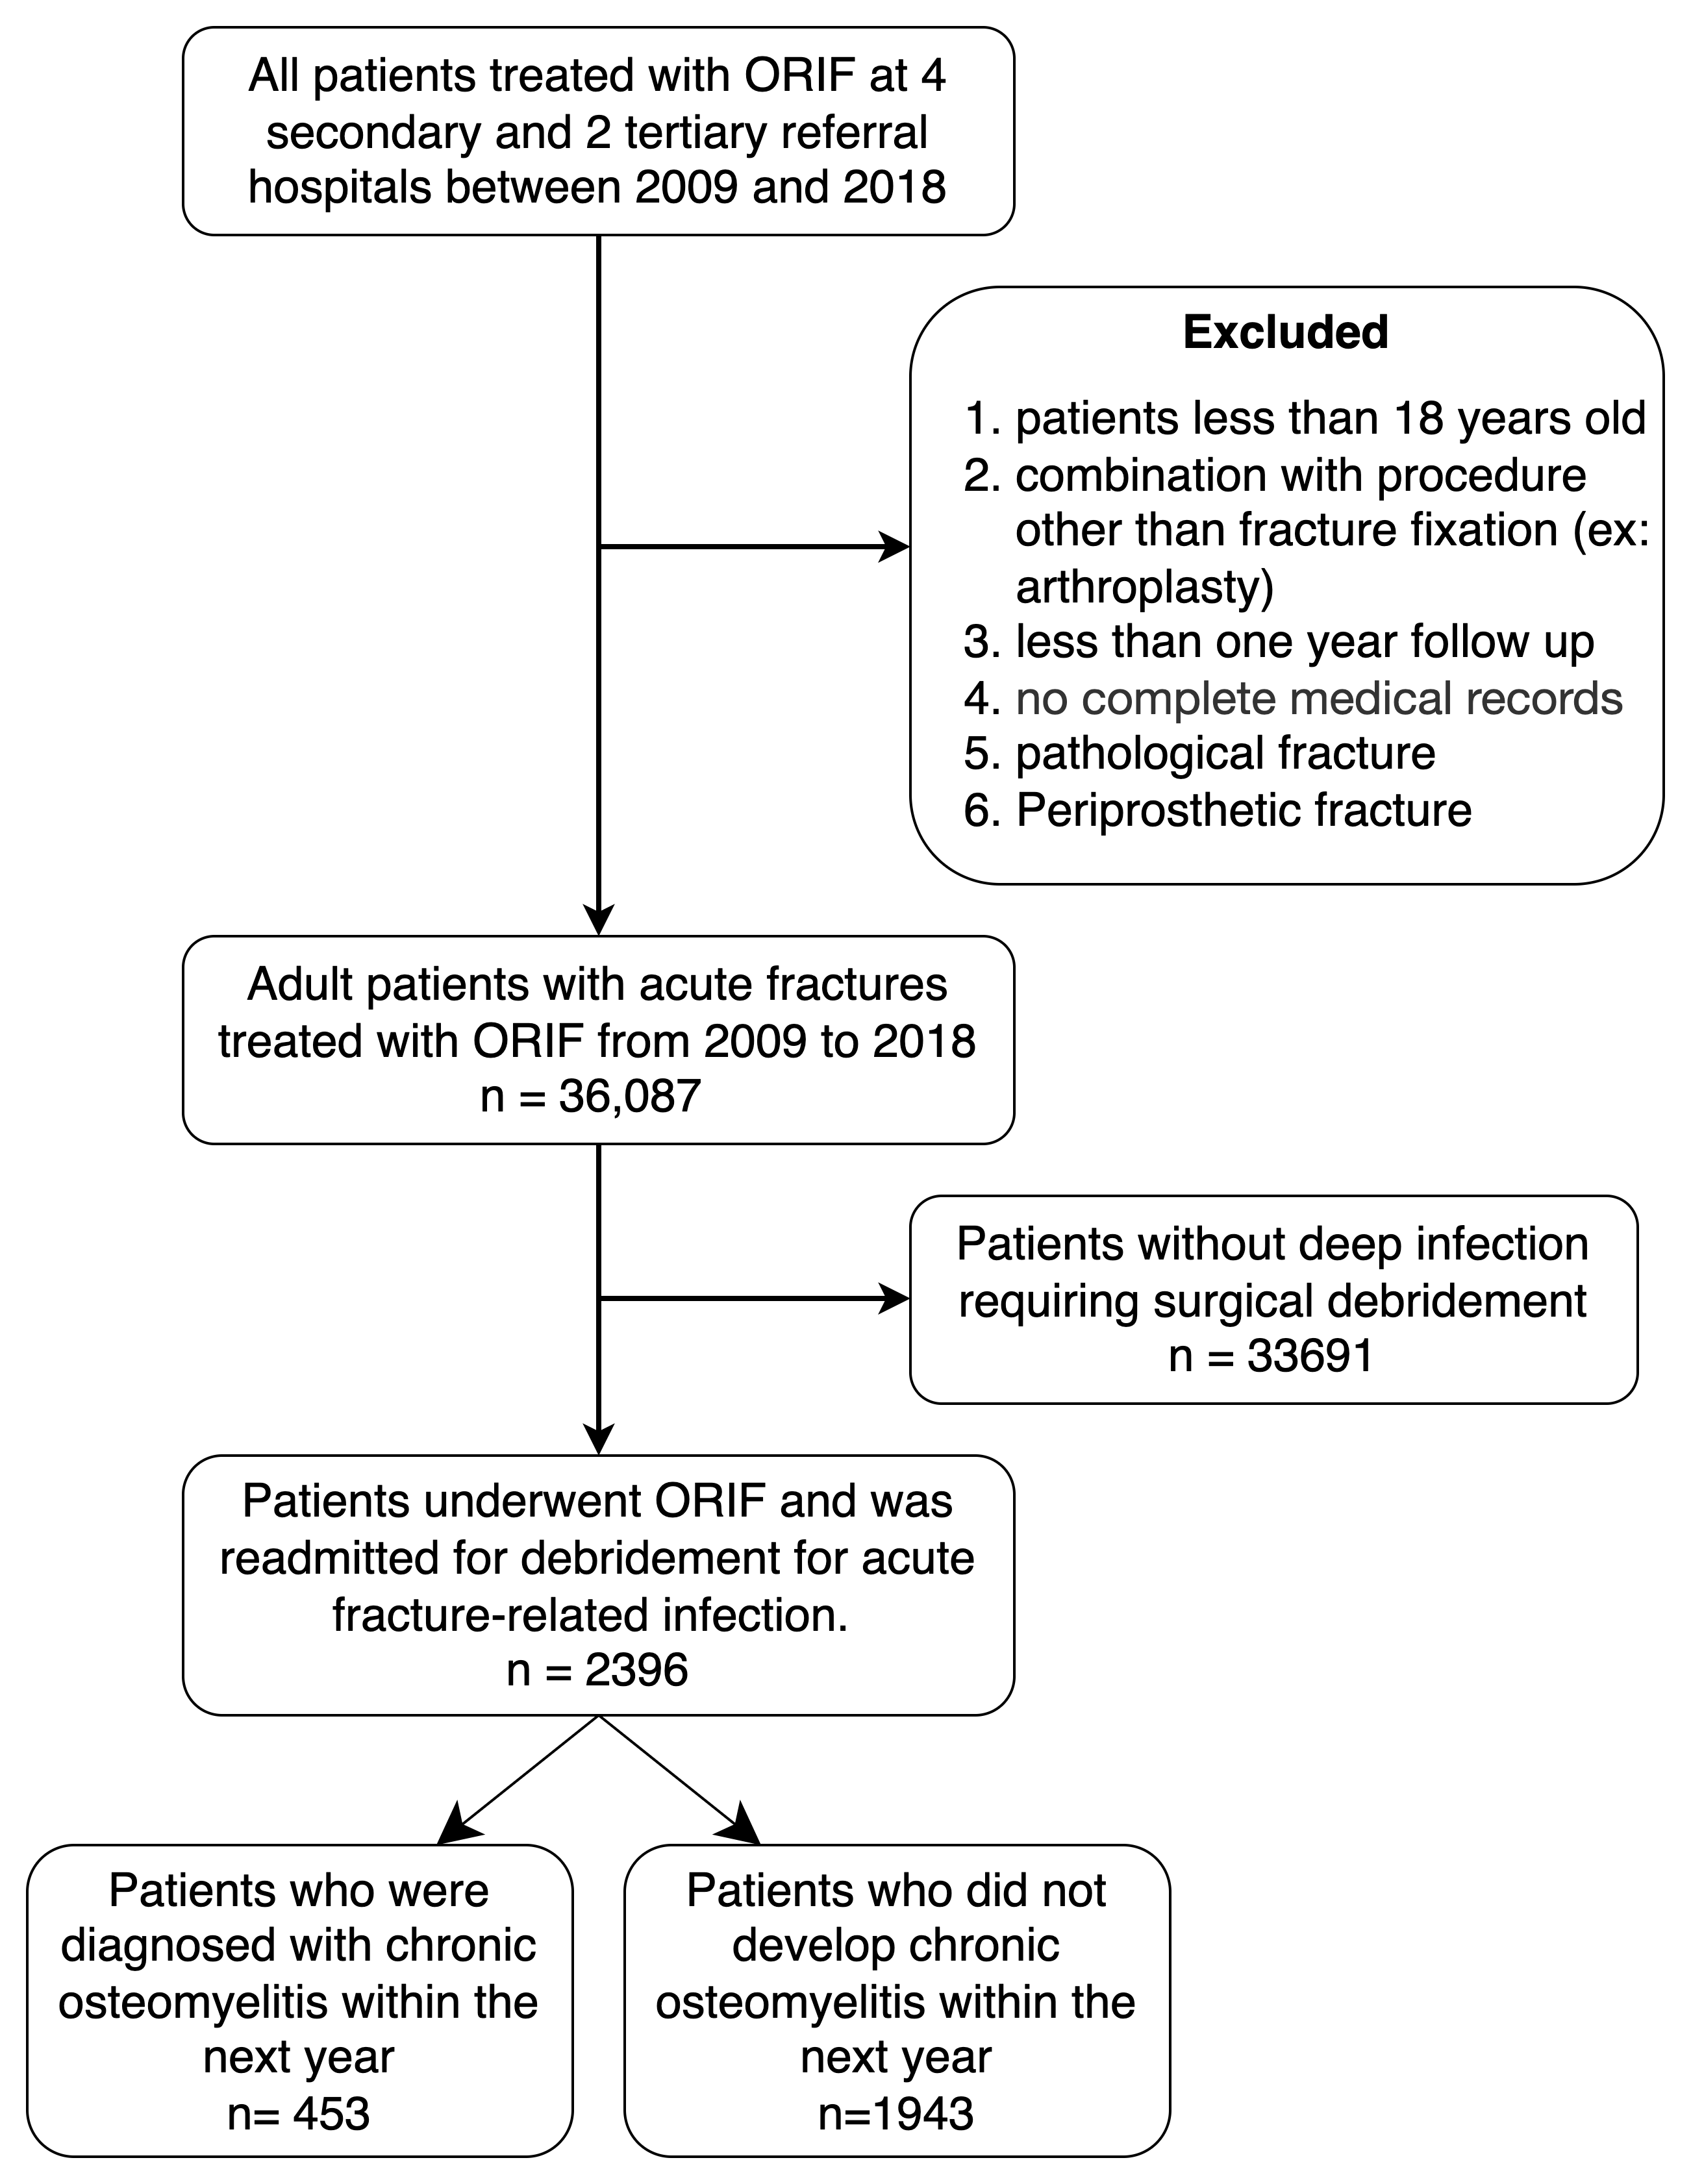 All patients treated with ORIF at 4
secondary and 2 tertiary referral
hospitals between 2009 and 2018
Excluded
1. patients less than 18 years old
2. combination with procedure
other than fracture fixation (ex:
arthroplasty)
3. less than one year follow up
4. no complete medical records
5. pathological fracture
6. Periprosthetic fracture
Adult patients with acute fractures
treated with ORIF from 2009 to 2018
n = 36,087
Patients without deep infection
requiring surgical debridement
n = 33691
Patients underwent ORIF and was
readmitted for debridement for acute
fracture-related infection.
n = 2396
Patients who were
diagnosed with chronic
osteomyelitis within the
next year
n= 453
Patients who did not
develop chronic
osteomyelitis within the
next year
n=1943